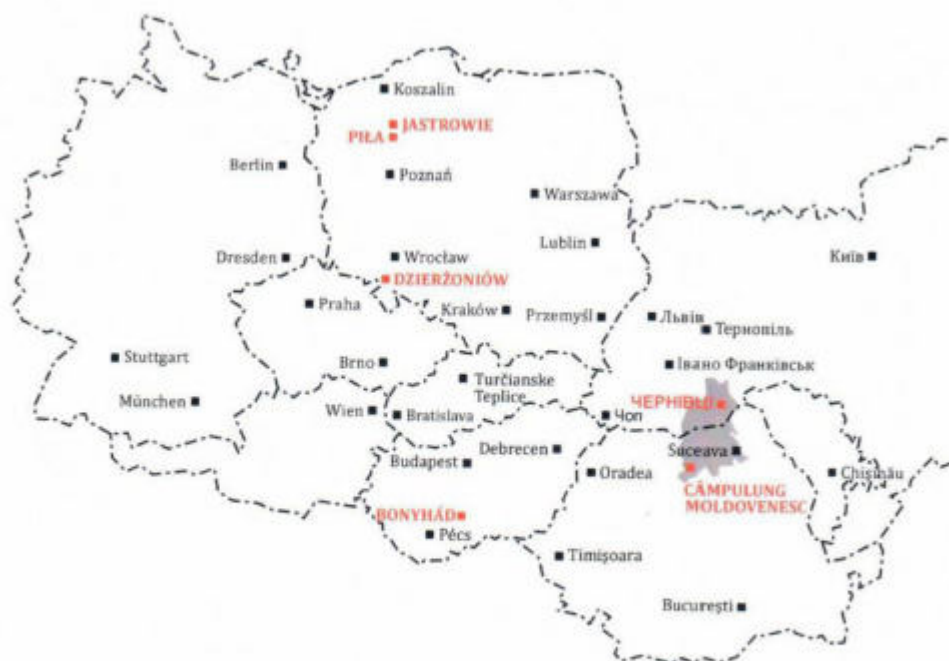 Koszalin
JASTROWIE
PIŁA
Berlin
Poznań
Warszawa
Lublin
Київ
Dresden
Wrocław
DZIERŻONIÓW
Praha
Kraków
Przemyśl
Львів
Тернопіль
Stuttgart
Brno
Turčianske
Teplice
Івано Франківськ
München
Wien
Bratislava
Чоп
Debrecen
Suceava
Budapest
Oradea
Chişinău
CÂMPULUNG
MOLDOVENESC
BONYHÁD
Pécs
Timişoara
Bucureşti